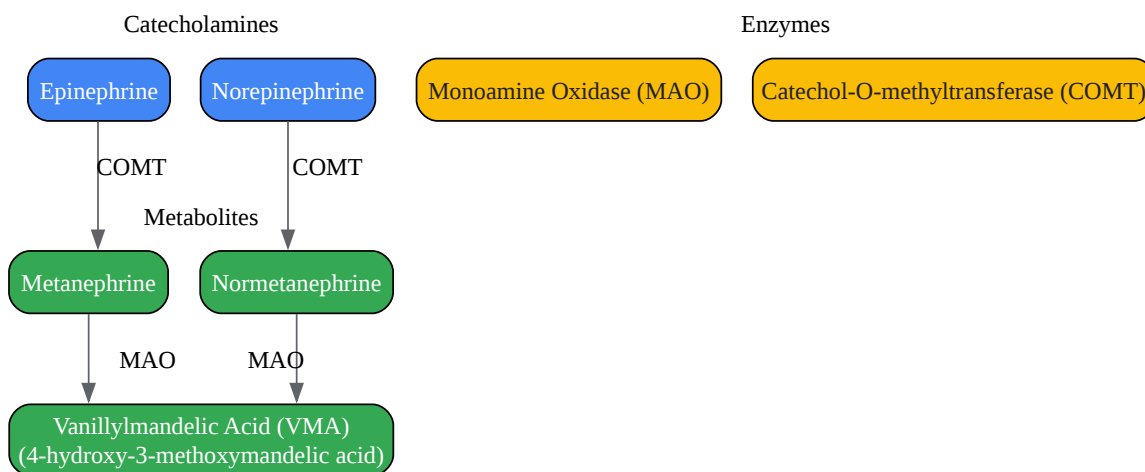 Catecholamines
Enzymes
Epinephrine
Norepinephrine
Monoamine Oxidase (MAO)
Catechol-O-methyltransferase (COMT)
COMT
COMT
Metabolites
Metanephrine
Normetanephrine
MAO
MAO
Vanillylmandelic Acid (VMA)
(4-hydroxy-3-methoxymandelic acid)